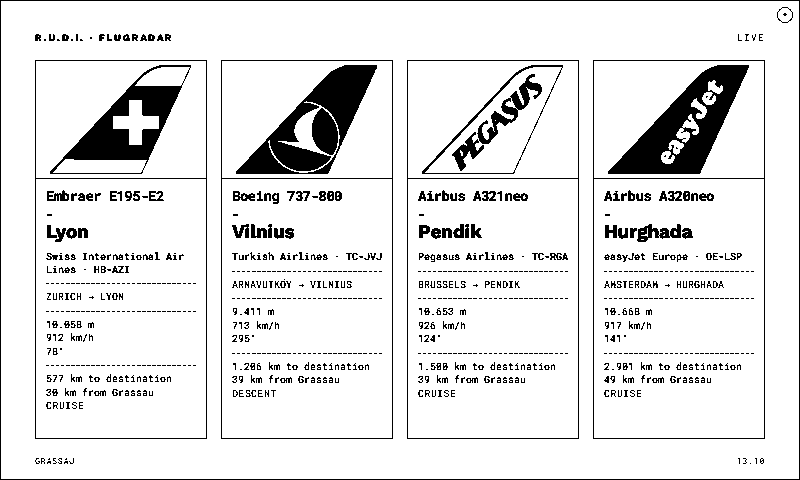 R.U.D.I. · FLUGRADAR
LIVE
PEGASUS
easyJet
Embraer E195-E2
-
Lyon
Swiss International Air
Lines · HB-AZI
ZURICH → LYON
10.058 m
912 km/h
78°
577 km to destination
30 km from Grassau
CRUISE
Boeing 737-800
-
Vilnius
Turkish Airlines · TC-JVJ
ARNAVUTKÖY → VILNIUS
9.411 m
713 km/h
295°
1.206 km to destination
39 km from Grassau
DESCENT
Airbus A321neo
-
Pendik
Pegasus Airlines · TC-RGA
BRUSSELS → PENDIK
10.653 m
926 km/h
124°
1.500 km to destination
39 km from Grassau
CRUISE
Airbus A320neo
-
Hurghada
easyJet Europe · OE-LSP
AMSTERDAM → HURGHADA
10.668 m
917 km/h
141°
2.901 km to destination
49 km from Grassau
CRUISE
GRASSAU
13.10